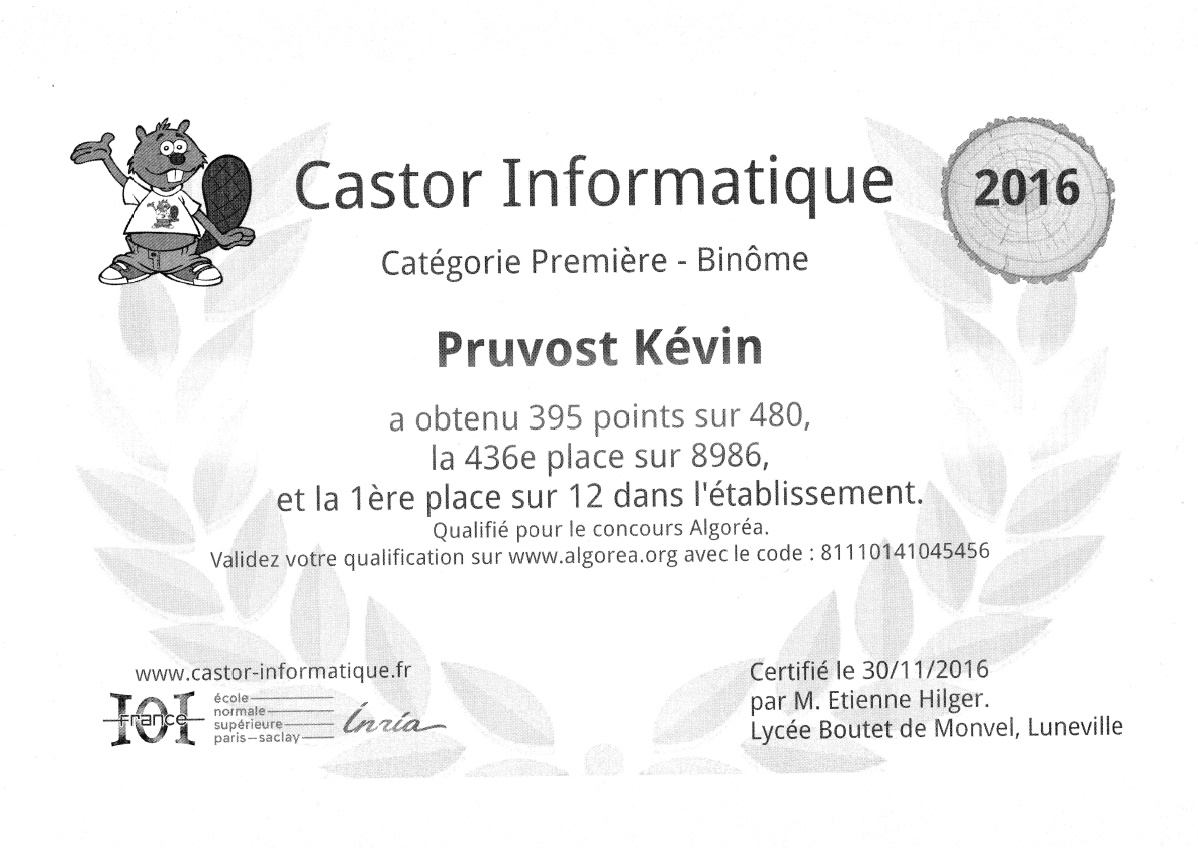 Castor Informatique
2016
Catégorie Première - Binôme
Pruvost Kévin
a obtenu 395 points sur 480,
la 436e place sur 8986,
et la 1ère place sur 12 dans l'établissement.
Qualifié pour le concours Algoréa.
Validez votre qualification sur www.algorea.org avec le code : 81110141045456
www.castor-informatique.fr
IOI
France
école
normale
supérieure
paris-saclay
Inría
Certifié le 30/11/2016
par M. Etienne Hilger.
Lycée Boutet de Monvel, Luneville